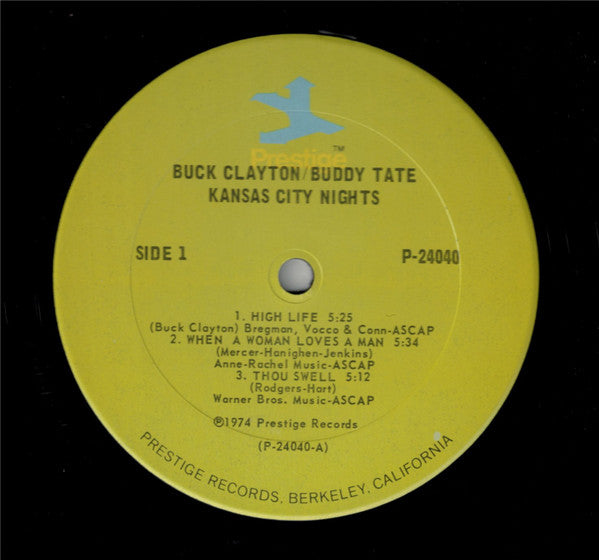 Prestige™
BUCK CLAYTON/BUDDY TATE
KANSAS CITY NIGHTS
SIDE 1
P-24040
1. HIGH LIFE 5:25
(Buck Clayton) Bregman, Vocco & Conn-ASCAP
2. WHEN A WOMAN LOVES A MAN 5:34
(Mercer-Hanighen-Jenkins)
Anne-Rachel Music-ASCAP
3. THOU SWELL 5:12
(Rodgers-Hart)
Warner Bros. Music-ASCAP
℗1974 Prestige Records
(P-24040-A)
PRESTIGE RECORDS, BERKELEY, CALIFORNIA